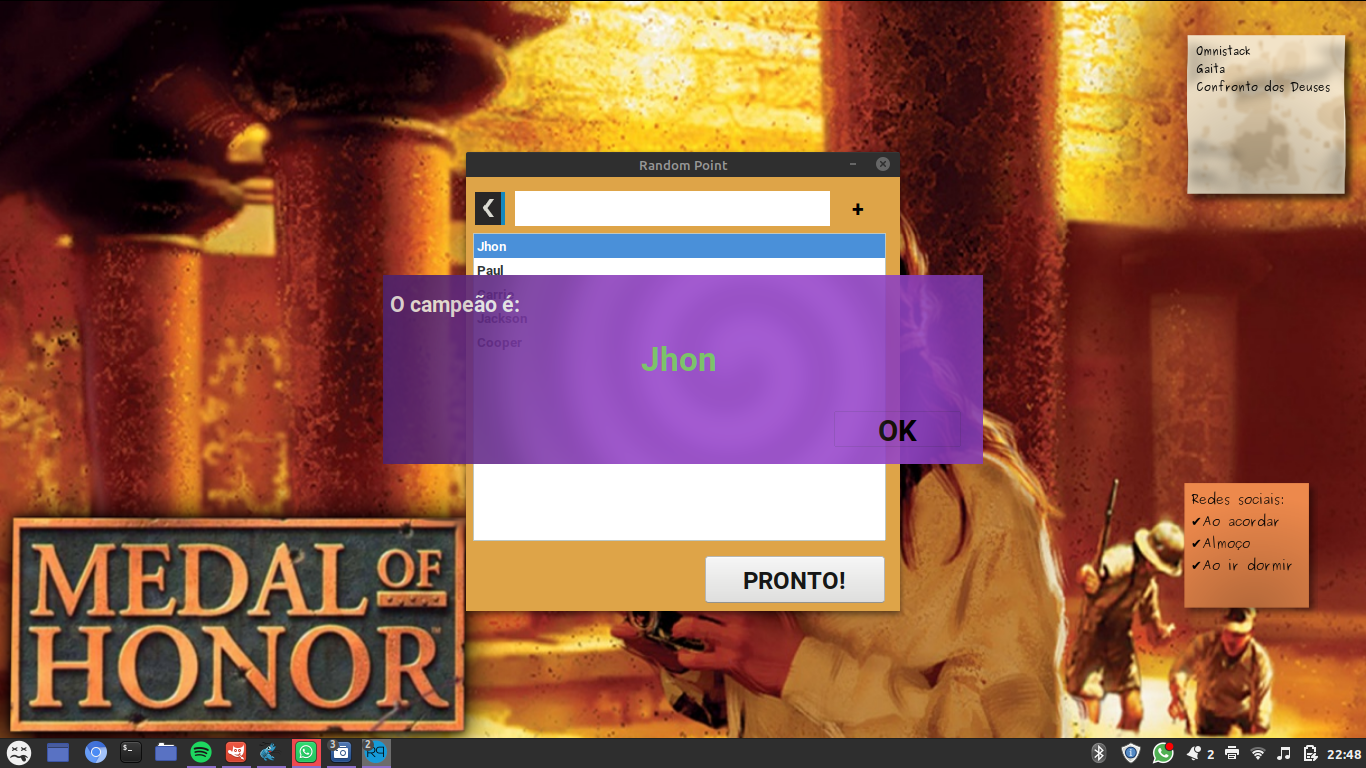 Omnistack
Gaita
Confronto dos Deuses
Random Point
+
Jhon
Paul
Carrie
Jackson
Cooper
O campeão é:
Jhon
OK
PRONTO!
MEDAL OF
HONOR
Redes sociais:
✔Ao acordar
✔Almoço
✔Ao ir dormir
3
2
2
22:48